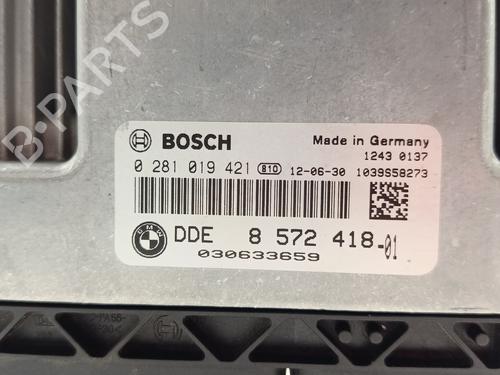 B-PARTS
BOSCH
Made in Germany
1243 0137
0 281 019 421 810 12-06-30 1039S58273
BMW
DDE 8 572 418-01
030633659